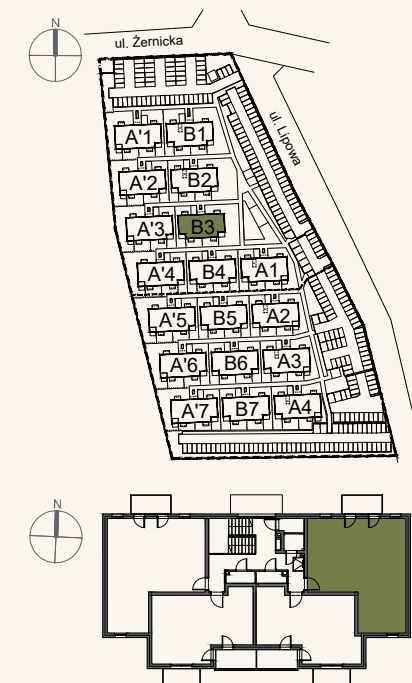 N
ul. Żernicka
ul. Lipowa
A'1 B1
A'2 B2
A'3 B3
A'4 B4 A1
A'5 B5 A2
A'6 B6 A3
A'7 B7 A4
N